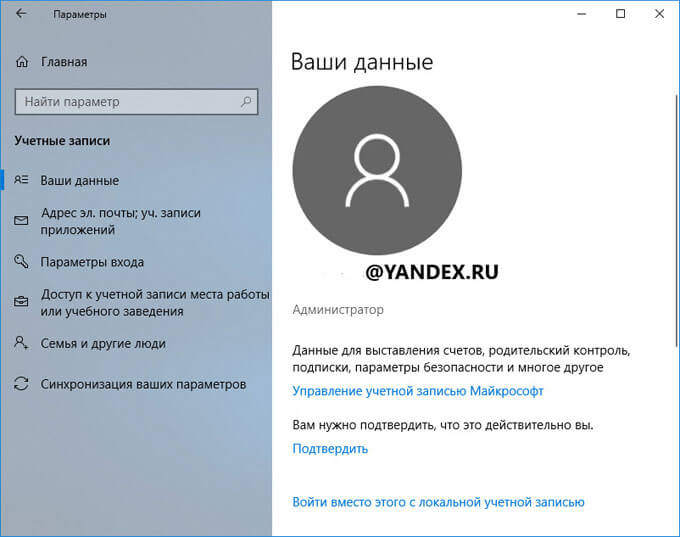 Параметры
Главная
Найти параметр
Учетные записи
Ваши данные
Адрес эл. почты; уч. записи
приложений
Параметры входа
Доступ к учетной записи места работы
или учебного заведения
Семья и другие люди
Синхронизация ваших параметров
Ваши данные
@YANDEX.RU
Администратор
Данные для выставления счетов, родительский контроль,
подписки, параметры безопасности и многое другое
Управление учетной записью Майкрософт
Вам нужно подтвердить, что это действительно вы.
Подтвердить
Войти вместо этого с локальной учетной записью